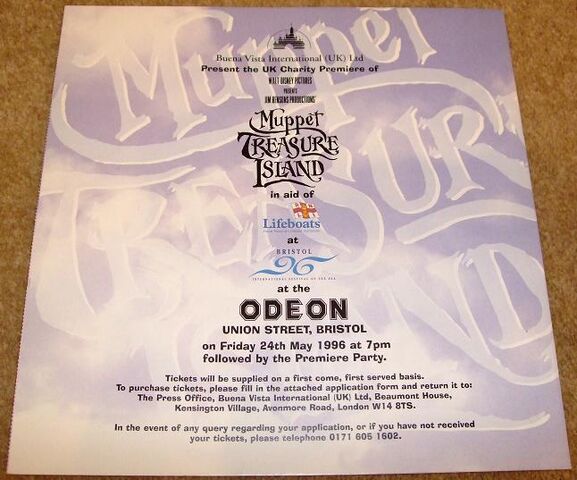 Muppet
TREASURE
ISLAND
Buena Vista International (UK) Ltd
Present the UK Charity Premiere of
WALT DISNEY PICTURES
PRESENTS
JIM HENSON PRODUCTIONS'
Muppet
TREASURE
ISLAND
in aid of
Lifeboats
at
BRISTOL
96
INTERNATIONAL FESTIVAL OF THE SEA
at the
ODEON
UNION STREET, BRISTOL
on Friday 24th May 1996 at 7pm
followed by the Premiere Party.
Tickets will be supplied on a first come, first served basis.
To purchase tickets, please fill in the attached application form and return it to:
The Press Office, Buena Vista International (UK) Ltd, Beaumont House,
Kensington Village, Avonmore Road, London W14 8TS.
In the event of any query regarding your application, or if you have not received
your tickets, please telephone 0171 605 1602.